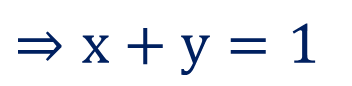 ⇒ x + y = 1